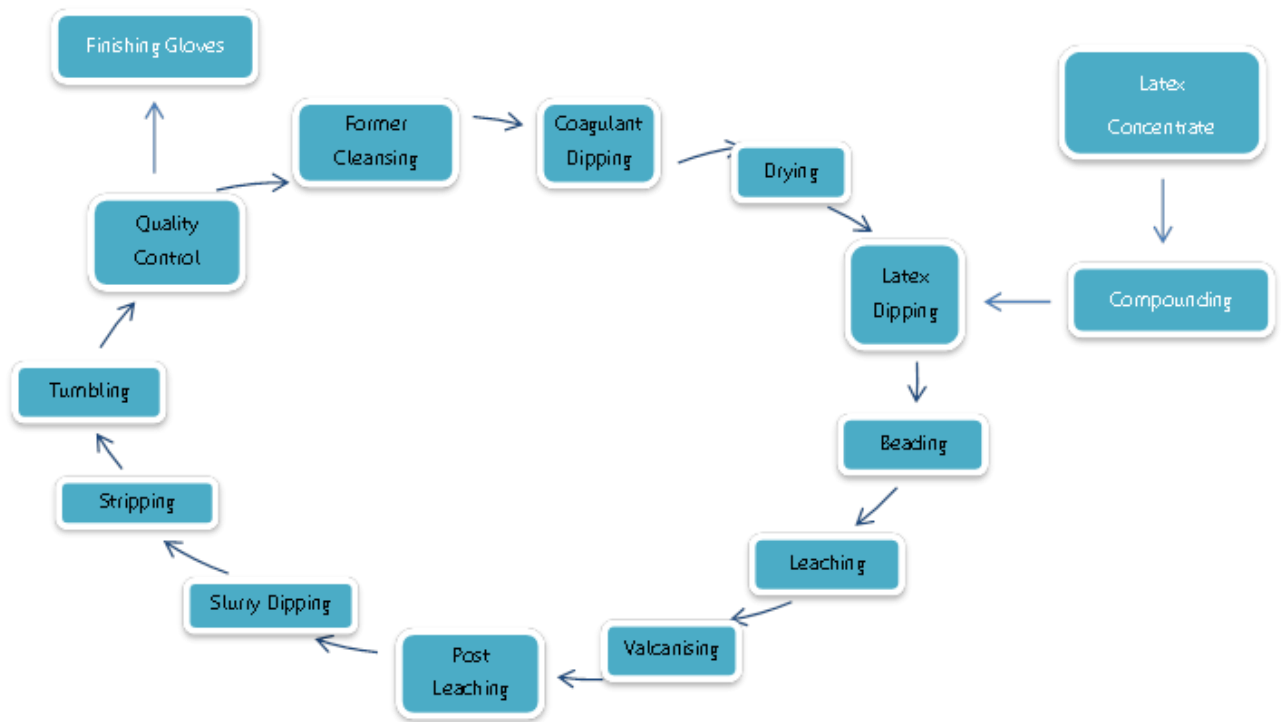 Finishing Gloves
Former
Cleansing
Coagulant
Dipping
Drying
Latex
Concentrate
Quality
Control
Latex
Dipping
Compounding
Tumbling
Beading
Stripping
Leaching
Slurry Dipping
Valcanising
Post
Leaching